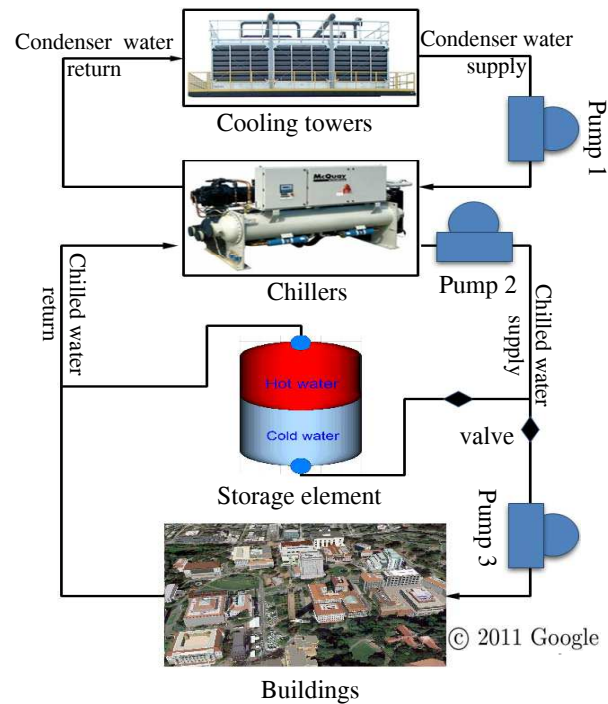 Condenser water
return
Condenser water
supply
Cooling towers
Pump 1
McQuay
Chillers
Pump 2
Chilled water
return
Chilled water
supply
Hot water
Cold water
valve
Storage element
Pump 3
© 2011 Google
Buildings